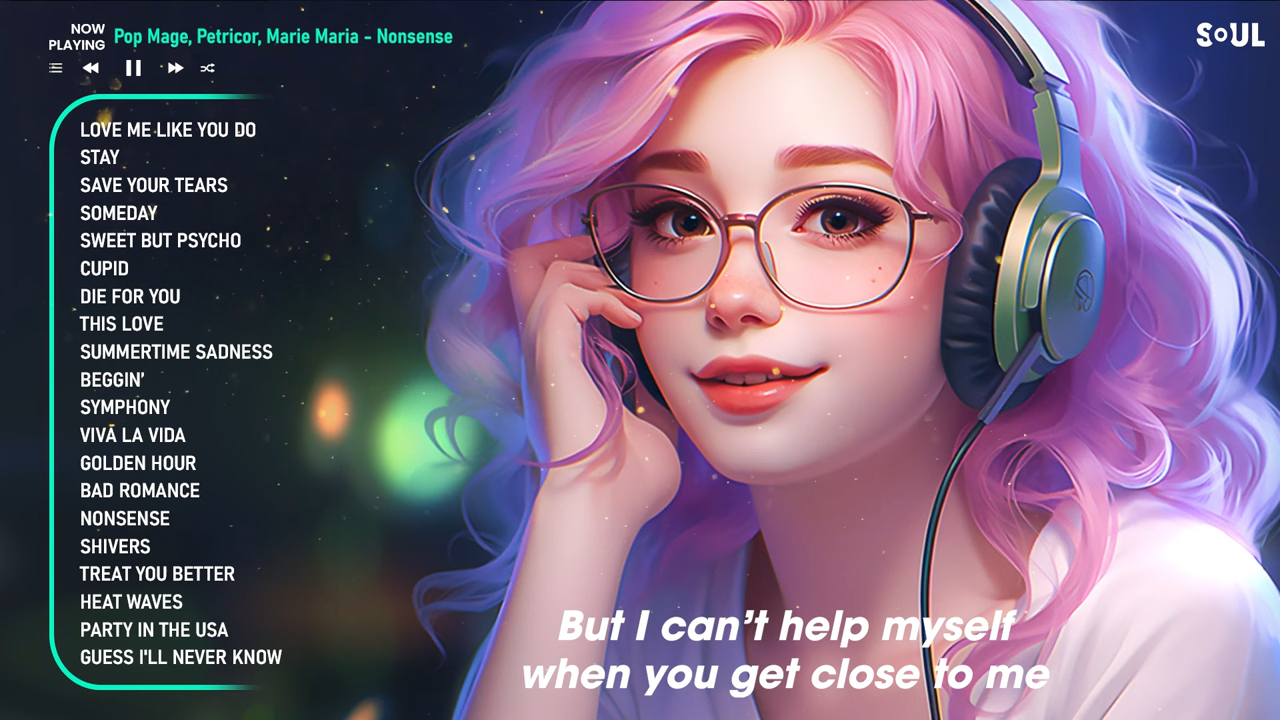 NOW
PLAYING
Pop Mage, Petricor, Marie Maria - Nonsense
SoUL
LOVE ME LIKE YOU DO
STAY
SAVE YOUR TEARS
SOMEDAY
SWEET BUT PSYCHO
CUPID
DIE FOR YOU
THIS LOVE
SUMMERTIME SADNESS
BEGGIN'
SYMPHONY
VIVA LA VIDA
GOLDEN HOUR
BAD ROMANCE
NONSENSE
SHIVERS
TREAT YOU BETTER
HEAT WAVES
PARTY IN THE USA
GUESS I'LL NEVER KNOW
But I can't help myself
when you get close to me